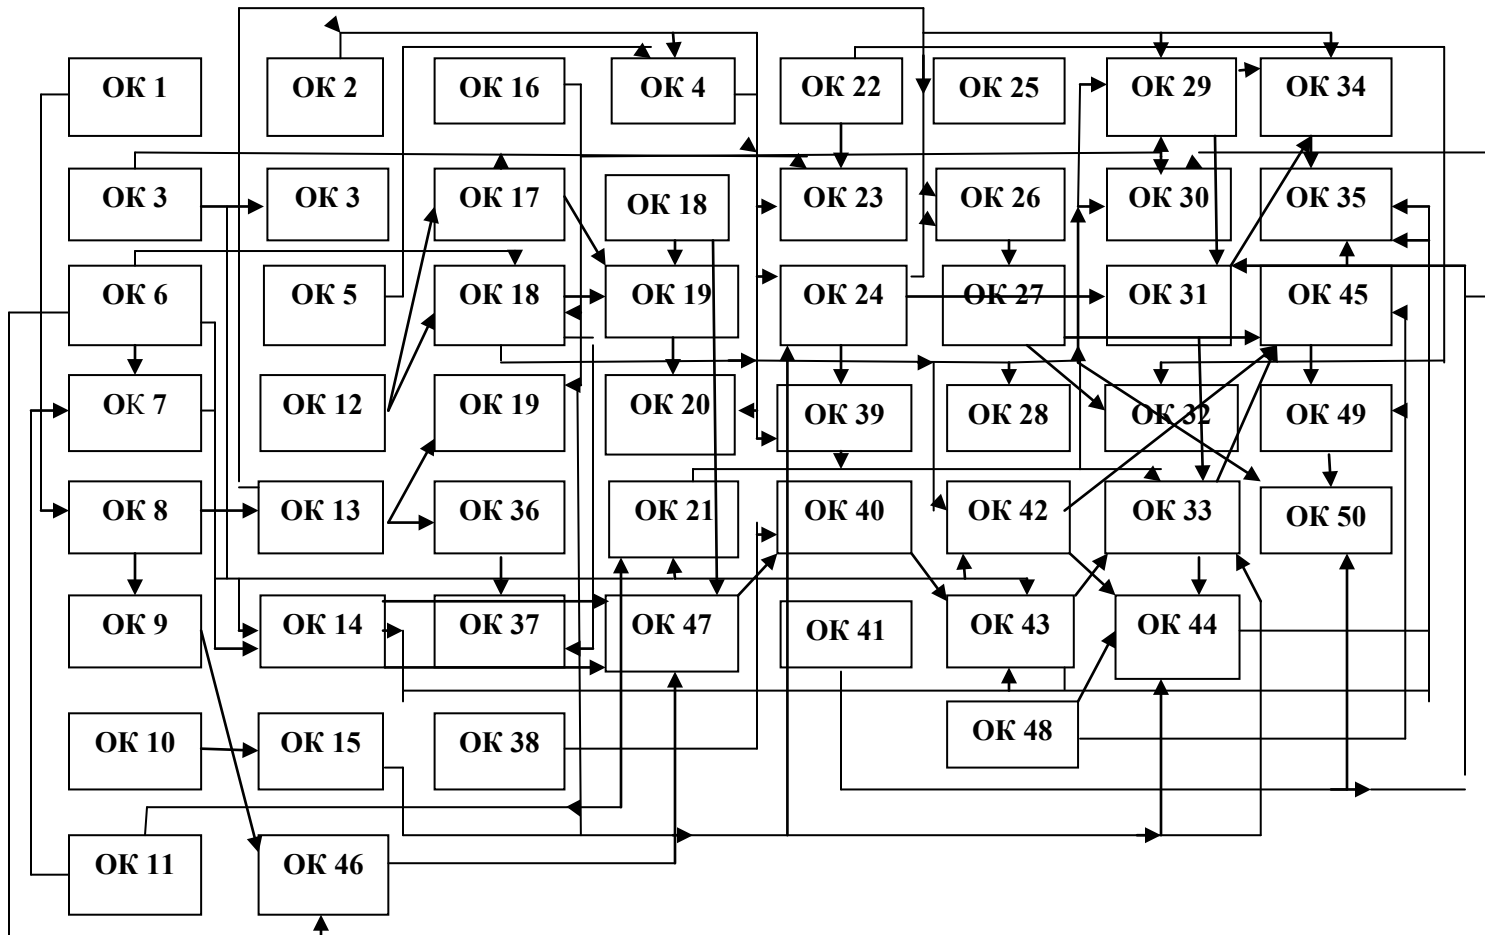 ОК 1
ОК 2
ОК 16
ОК 4
ОК 22
ОК 25
ОК 29
ОК 34
ОК 3
ОК 3
ОК 17
ОК 18
ОК 23
ОК 26
ОК 30
ОК 35
ОК 6
ОК 5
ОК 18
ОК 19
ОК 24
ОК 27
ОК 31
ОК 45
ОК 7
ОК 12
ОК 19
ОК 20
ОК 39
ОК 28
ОК 32
ОК 49
ОК 8
ОК 13
ОК 36
ОК 21
ОК 40
ОК 42
ОК 33
ОК 50
ОК 9
ОК 14
ОК 37
ОК 47
ОК 41
ОК 43
ОК 44
ОК 10
ОК 15
ОК 38
ОК 48
ОК 11
ОК 46